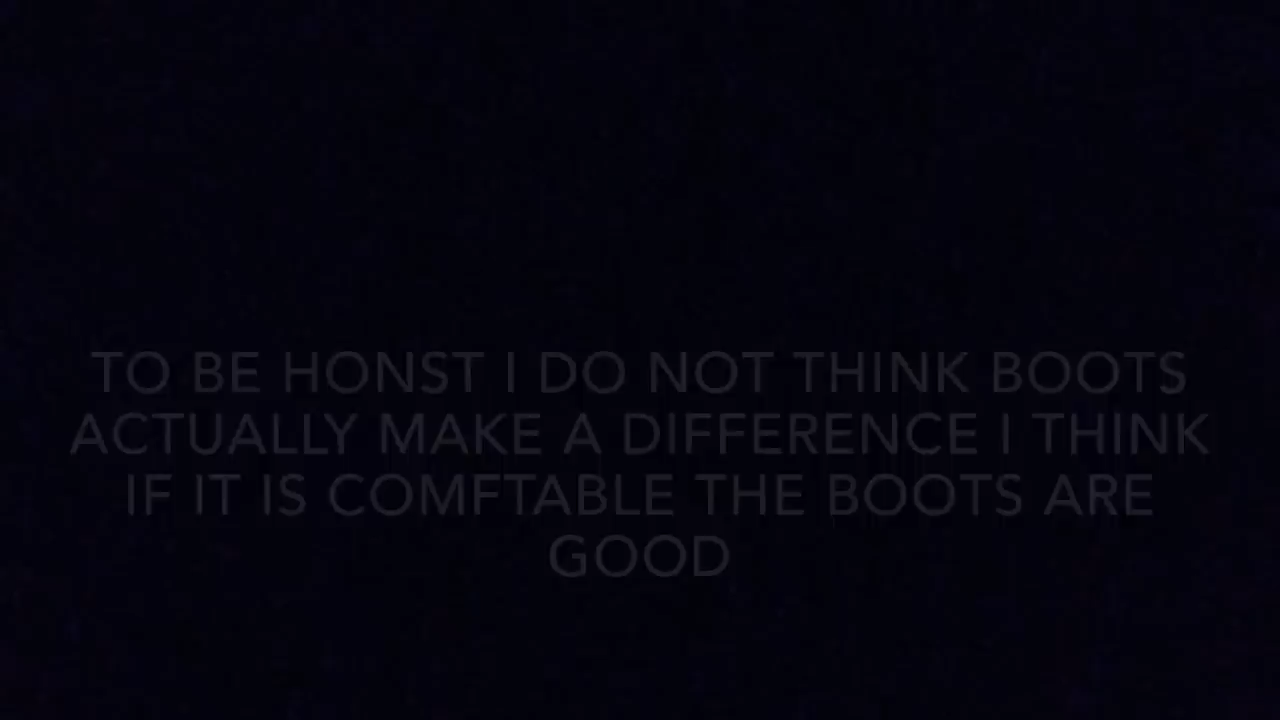 TO BE HONST I DO NOT THINK BOOTS
ACTUALLY MAKE A DIFFERENCE I THINK
IF IT IS COMFTABLE THE BOOTS ARE
GOOD